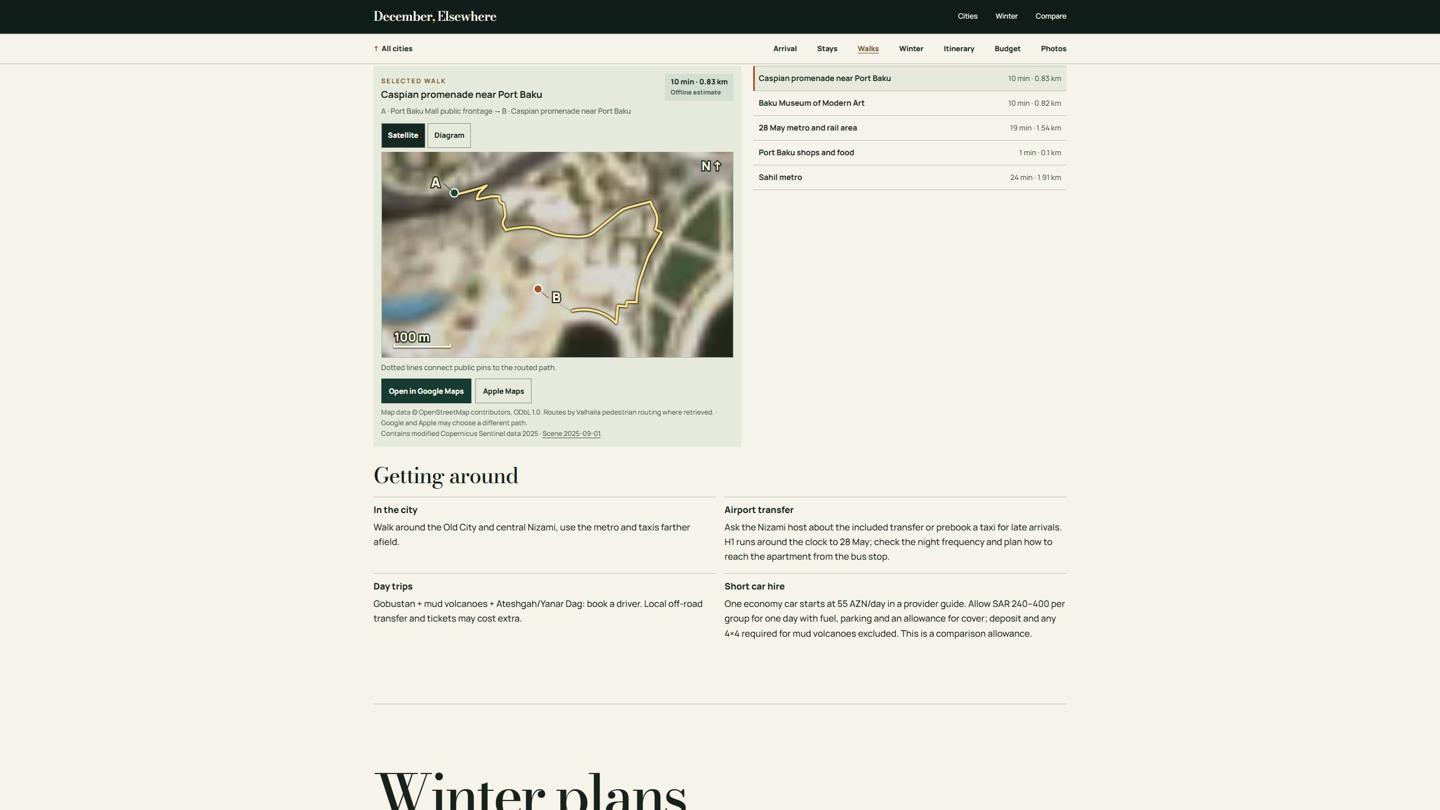 December, Elsewhere
Cities
Winter
Compare
↑ All cities
Arrival
Stays
Walks
Winter
Itinerary
Budget
Photos
SELECTED WALK
Caspian promenade near Port Baku
10 min · 0.83 km
Offline estimate
A · Port Baku Mall public frontage → B · Caspian promenade near Port Baku
Satellite
Diagram
A
N ↑
B
100 m
Dotted lines connect public pins to the routed path.
Open in Google Maps
Apple Maps
Map data © OpenStreetMap contributors, ODbL 1.0. Routes by Valhalla pedestrian routing where retrieved. ·
Google and Apple may choose a different path.
Contains modified Copernicus Sentinel data 2025 · Scene 2025-09-01
Caspian promenade near Port Baku 10 min · 0.83 km
Baku Museum of Modern Art 10 min · 0.82 km
28 May metro and rail area 19 min · 1.54 km
Port Baku shops and food 1 min · 0.1 km
Sahil metro 24 min · 1.91 km
Getting around
In the city
Walk around the Old City and central Nizami, use the metro and taxis farther
afield.
Airport transfer
Ask the Nizami host about the included transfer or prebook a taxi for late arrivals.
H1 runs around the clock to 28 May; check the night frequency and plan how to
reach the apartment from the bus stop.
Day trips
Gobustan + mud volcanoes + Ateshgah/Yanar Dag: book a driver. Local off-road
transfer and tickets may cost extra.
Short car hire
One economy car starts at 55 AZN/day in a provider guide. Allow SAR 240–400 per
group for one day with fuel, parking and an allowance for cover; deposit and any
4×4 required for mud volcanoes excluded. This is a comparison allowance.
Winter plans